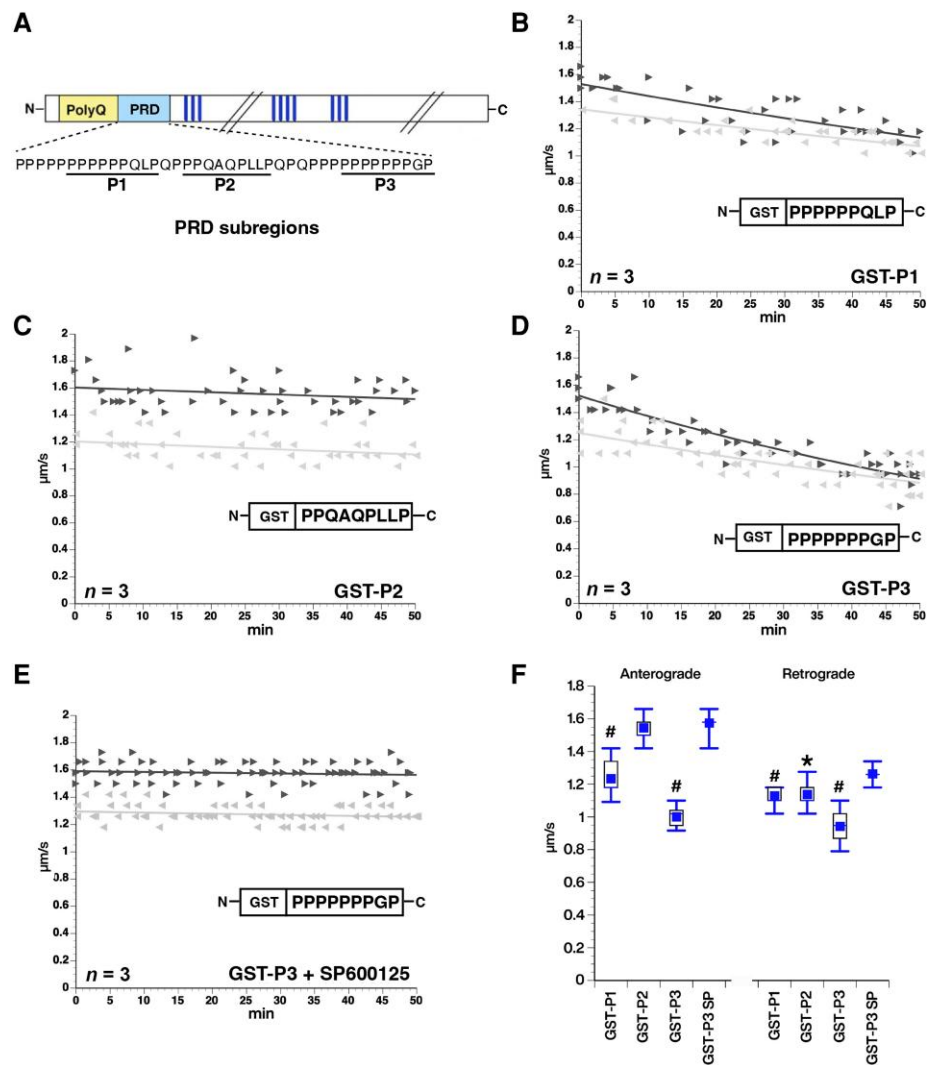 A
N-
PolyQ
PRD
-C
PPPPPPPPPPPQLPQPPPQAQPLLPQPQPPPPPPPPPPGP
P1
P2
P3
PRD subregions
B
2
1.8
1.6
1.4
1.2
1
0.8
0.6
0.4
0.2
0
µm/s
N-
GST
PPPPPPQLP
-C
n = 3
GST-P1
0 5 10 15 20 25 30 35 40 45 50
min
C
2
1.8
1.6
1.4
1.2
1
0.8
0.6
0.4
0.2
0
µm/s
N-
GST
PPQAQPLLP
-C
n = 3
GST-P2
0 5 10 15 20 25 30 35 40 45 50
min
D
2
1.8
1.6
1.4
1.2
1
0.8
0.6
0.4
0.2
0
µm/s
N-
GST
PPPPPPPGP
-C
n = 3
GST-P3
0 5 10 15 20 25 30 35 40 45 50
min
E
2
1.8
1.6
1.4
1.2
1
0.8
0.6
0.4
0.2
0
µm/s
N-
GST
PPPPPPPGP
-C
n = 3
GST-P3 + SP600125
0 5 10 15 20 25 30 35 40 45 50
min
F
Anterograde
Retrograde
1.8
1.6
1.4
1.2
1
0.8
0.6
0.4
0.2
0
µm/s
# # # * #
GST-P1
GST-P2
GST-P3
GST-P3 SP
GST-P1
GST-P2
GST-P3
GST-P3 SP